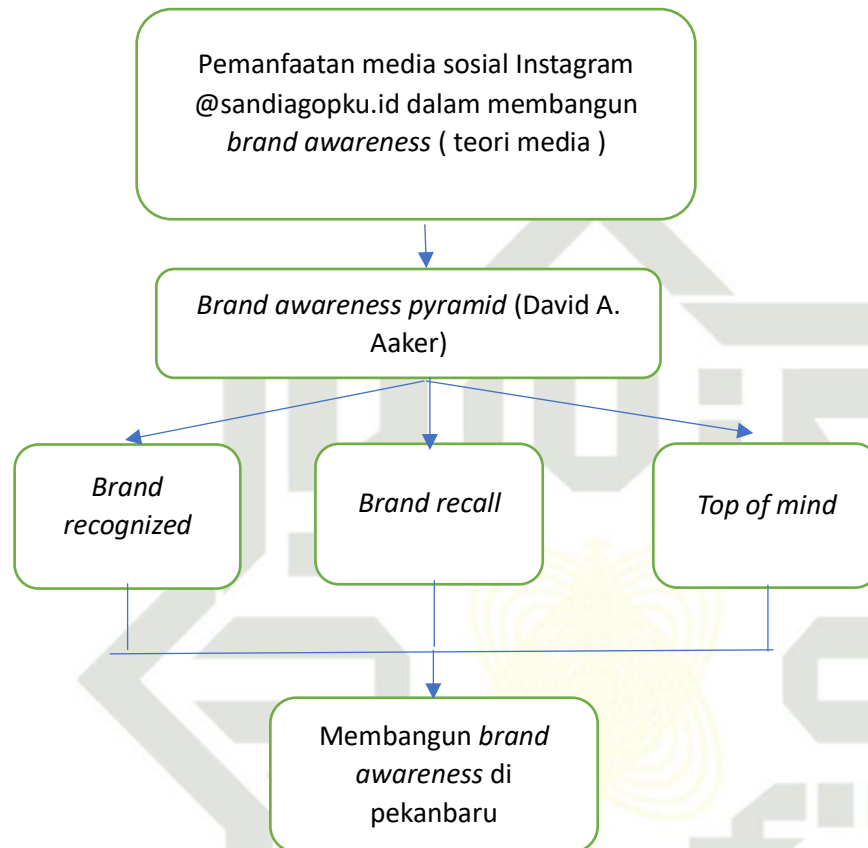 Pemanfaatan media sosial Instagram
@sandiagopku.id dalam membangun
brand awareness ( teori media )
Brand awareness pyramid (David A.
Aaker)
Brand
recognized
Brand recall
Top of mind
Membangun brand
awareness di
pekanbaru